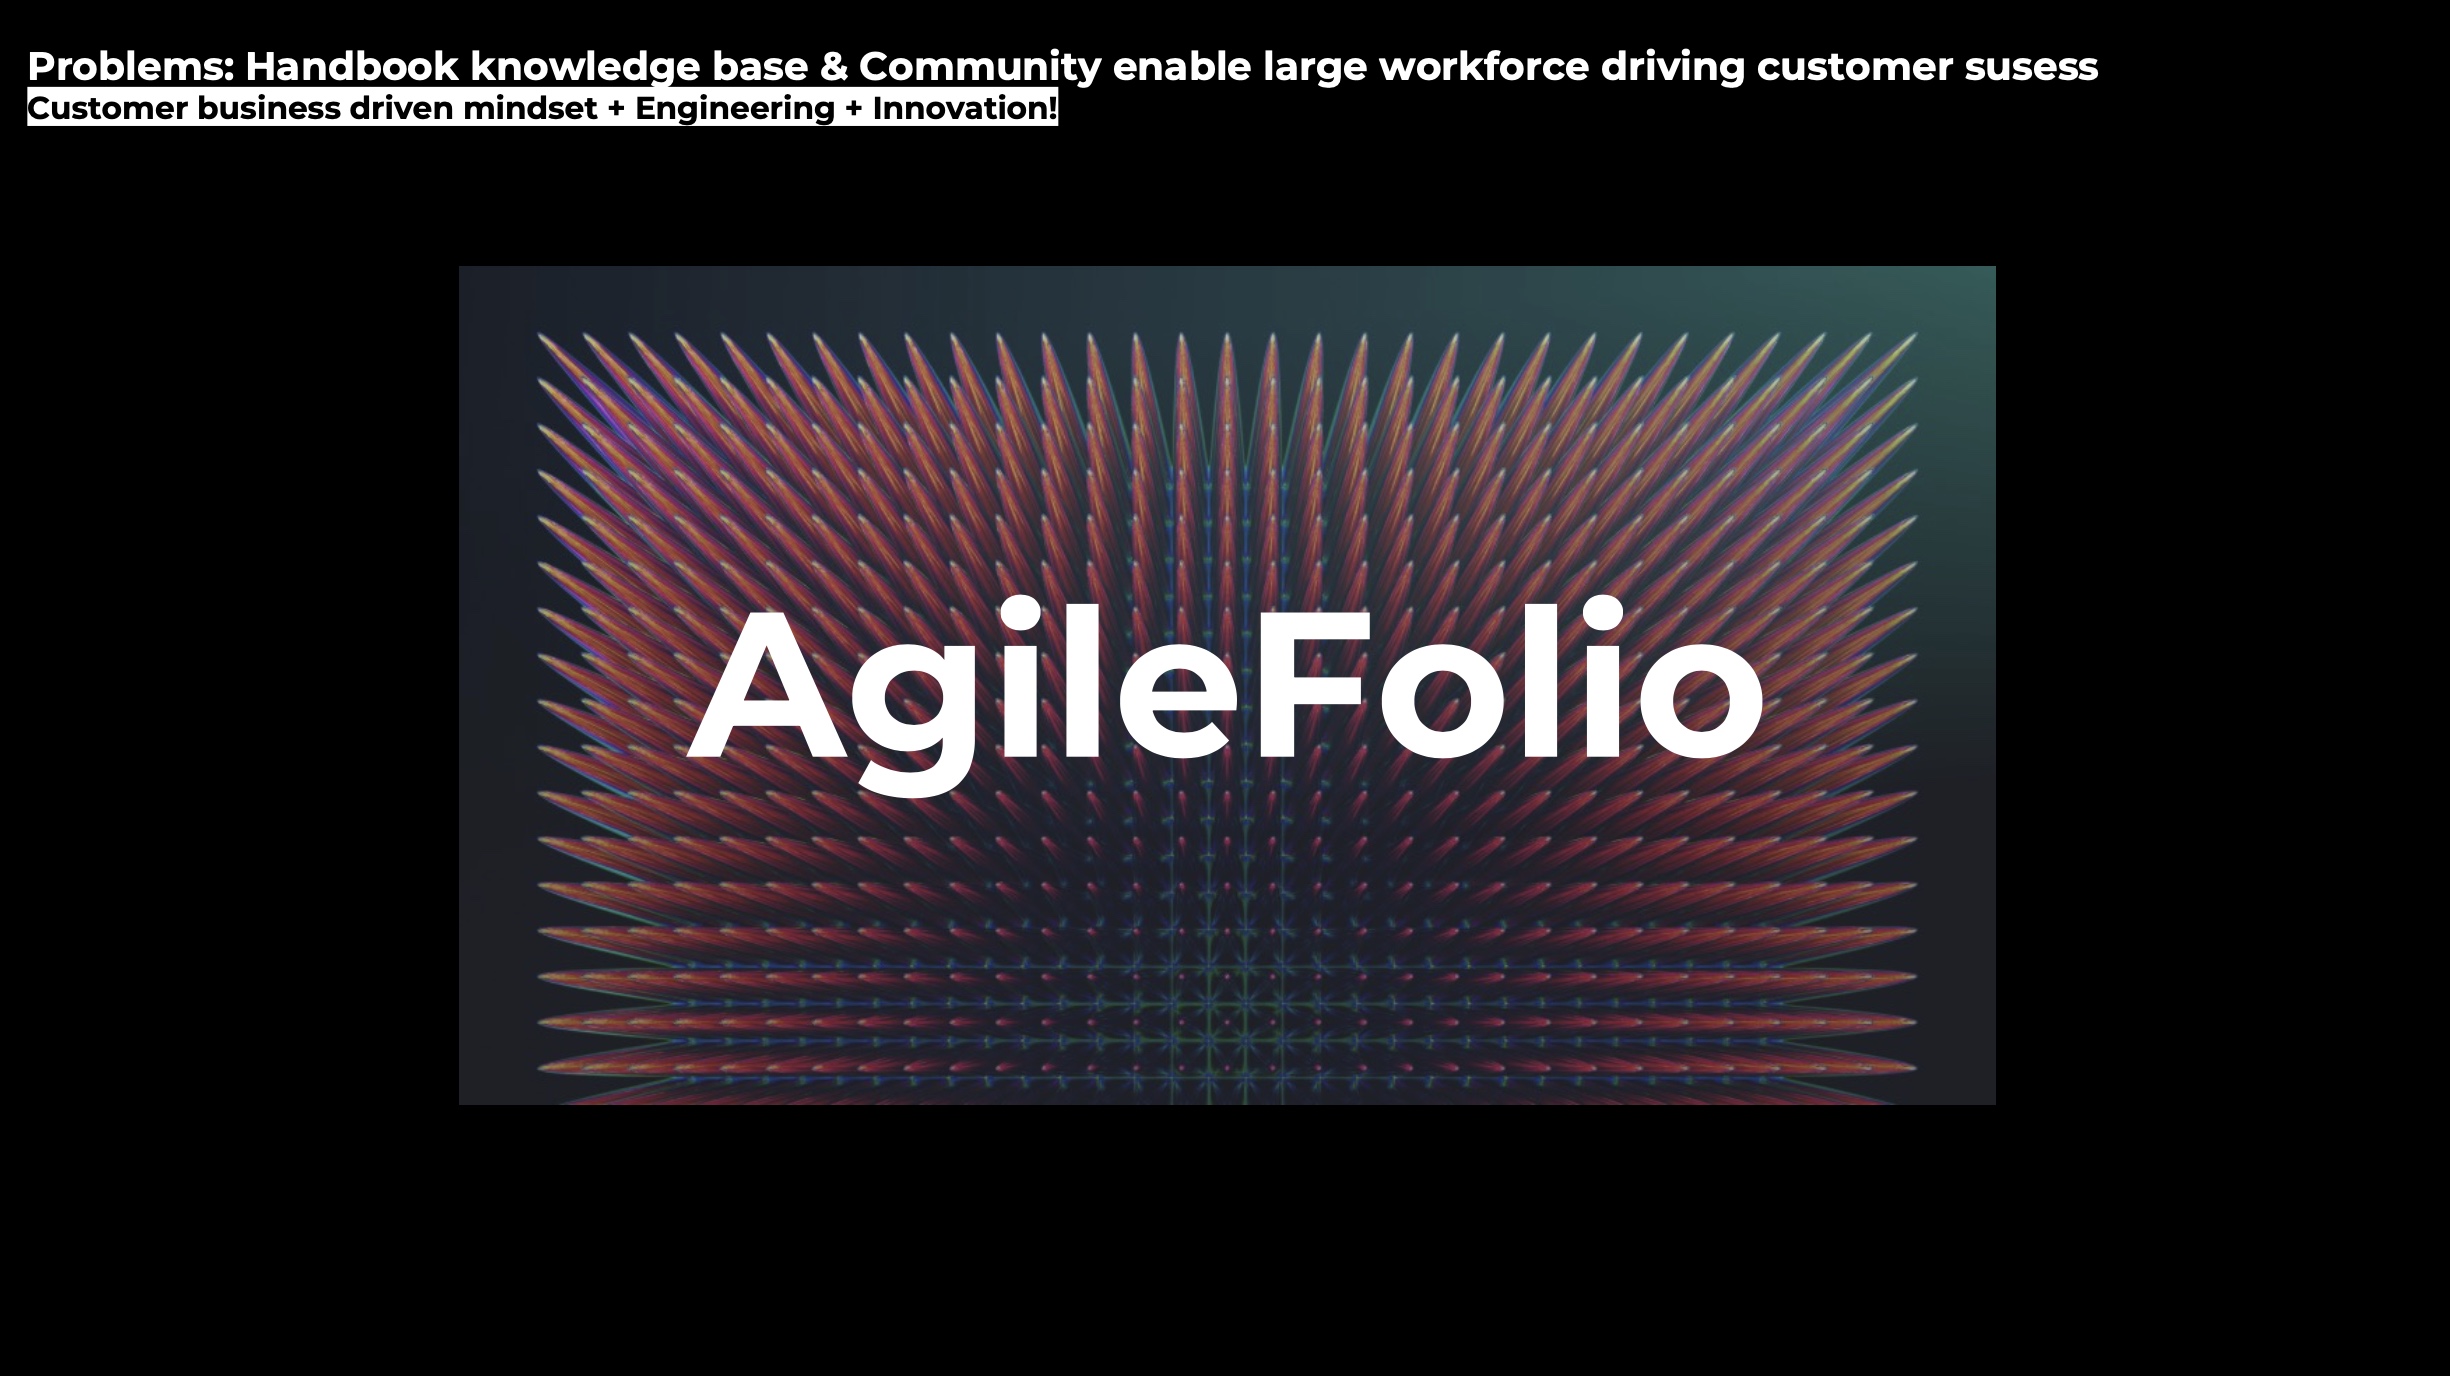 Problems: Handbook knowledge base & Community enable large workforce driving customer susess
Customer business driven mindset + Engineering + Innovation!
AgileFolio